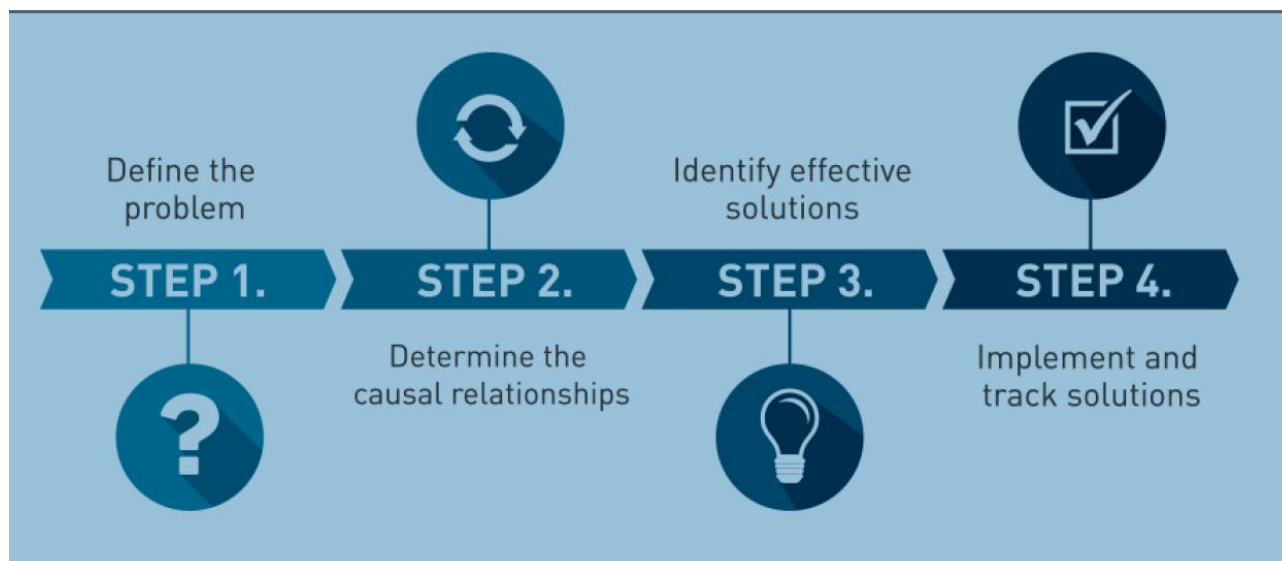 Define the
problem
STEP 1.
STEP 2.
Determine the
causal relationships
Identify effective
solutions
STEP 3.
STEP 4.
Implement and
track solutions